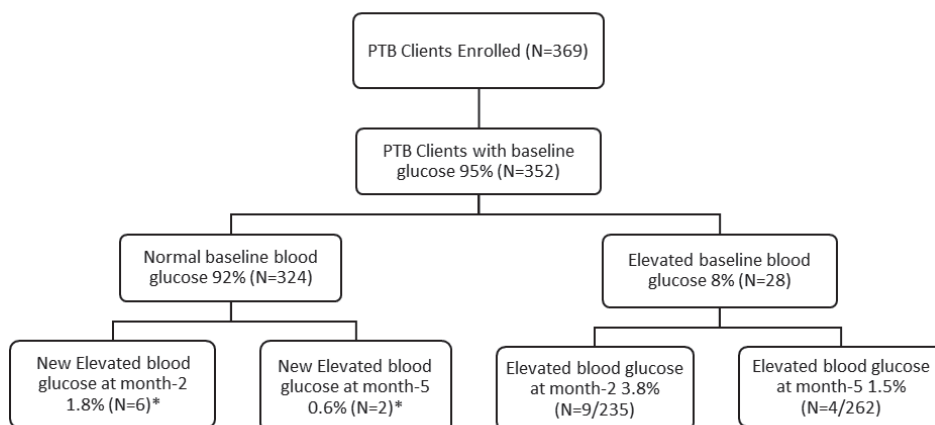 PTB Clients Enrolled (N=369)
PTB Clients with baseline
glucose 95% (N=352)
Normal baseline blood
glucose 92% (N=324)
Elevated baseline blood
glucose 8% (N=28)
New Elevated blood
glucose at month-2
1.8% (N=6)*
New Elevated blood
glucose at month-5
0.6% (N=2)*
Elevated blood glucose
at month-2 3.8%
(N=9/235)
Elevated blood glucose
at month-5 1.5%
(N=4/262)